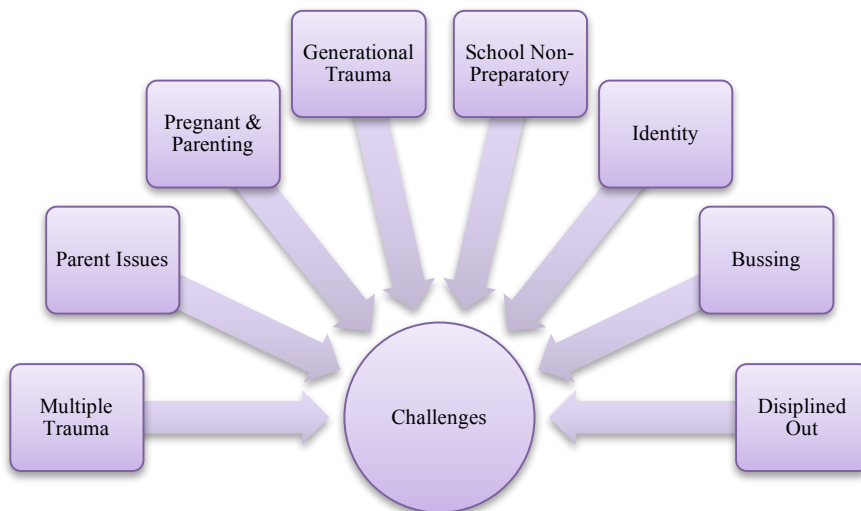 Multiple
Trauma
Parent Issues
Pregnant &
Parenting
Generational
Trauma
School Non-
Preparatory
Identity
Bussing
Disiplined
Out
Challenges